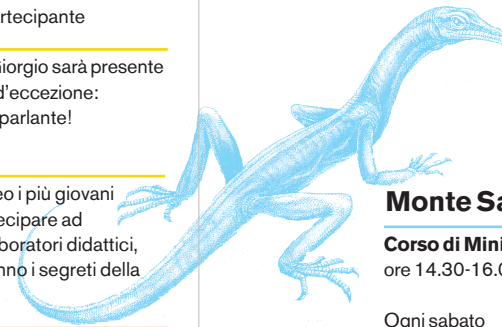 rtecipante
iorgio sarà presente
d'eccezione:
parlante!
eo i più giovani
ecipare ad
boratori didattici,
nno i segreti della
Monte Sa
Corso di Mini
ore 14.30-16.0
Ogni sabato